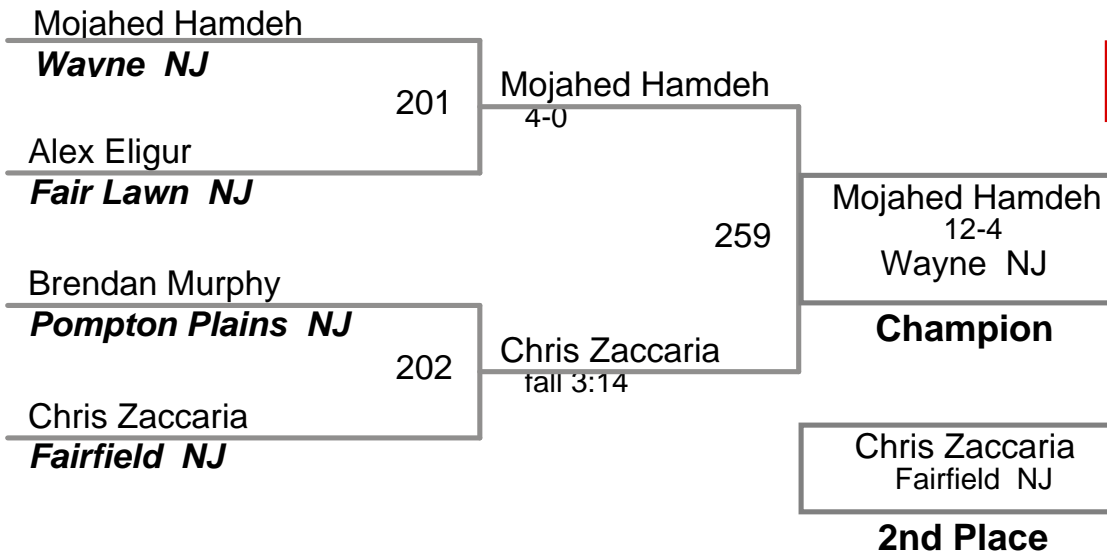 Mojahed Hamdeh
Wayne NJ
201
Mojahed Hamdeh
4-0
Alex Eligur
Fair Lawn NJ
259
Mojahed Hamdeh
12-4
Wayne NJ
Champion
Brendan Murphy
Pompton Plains NJ
202
Chris Zaccaria
fall 3:14
Chris Zaccaria
Fairfield NJ
Chris Zaccaria
Fairfield NJ
2nd Place